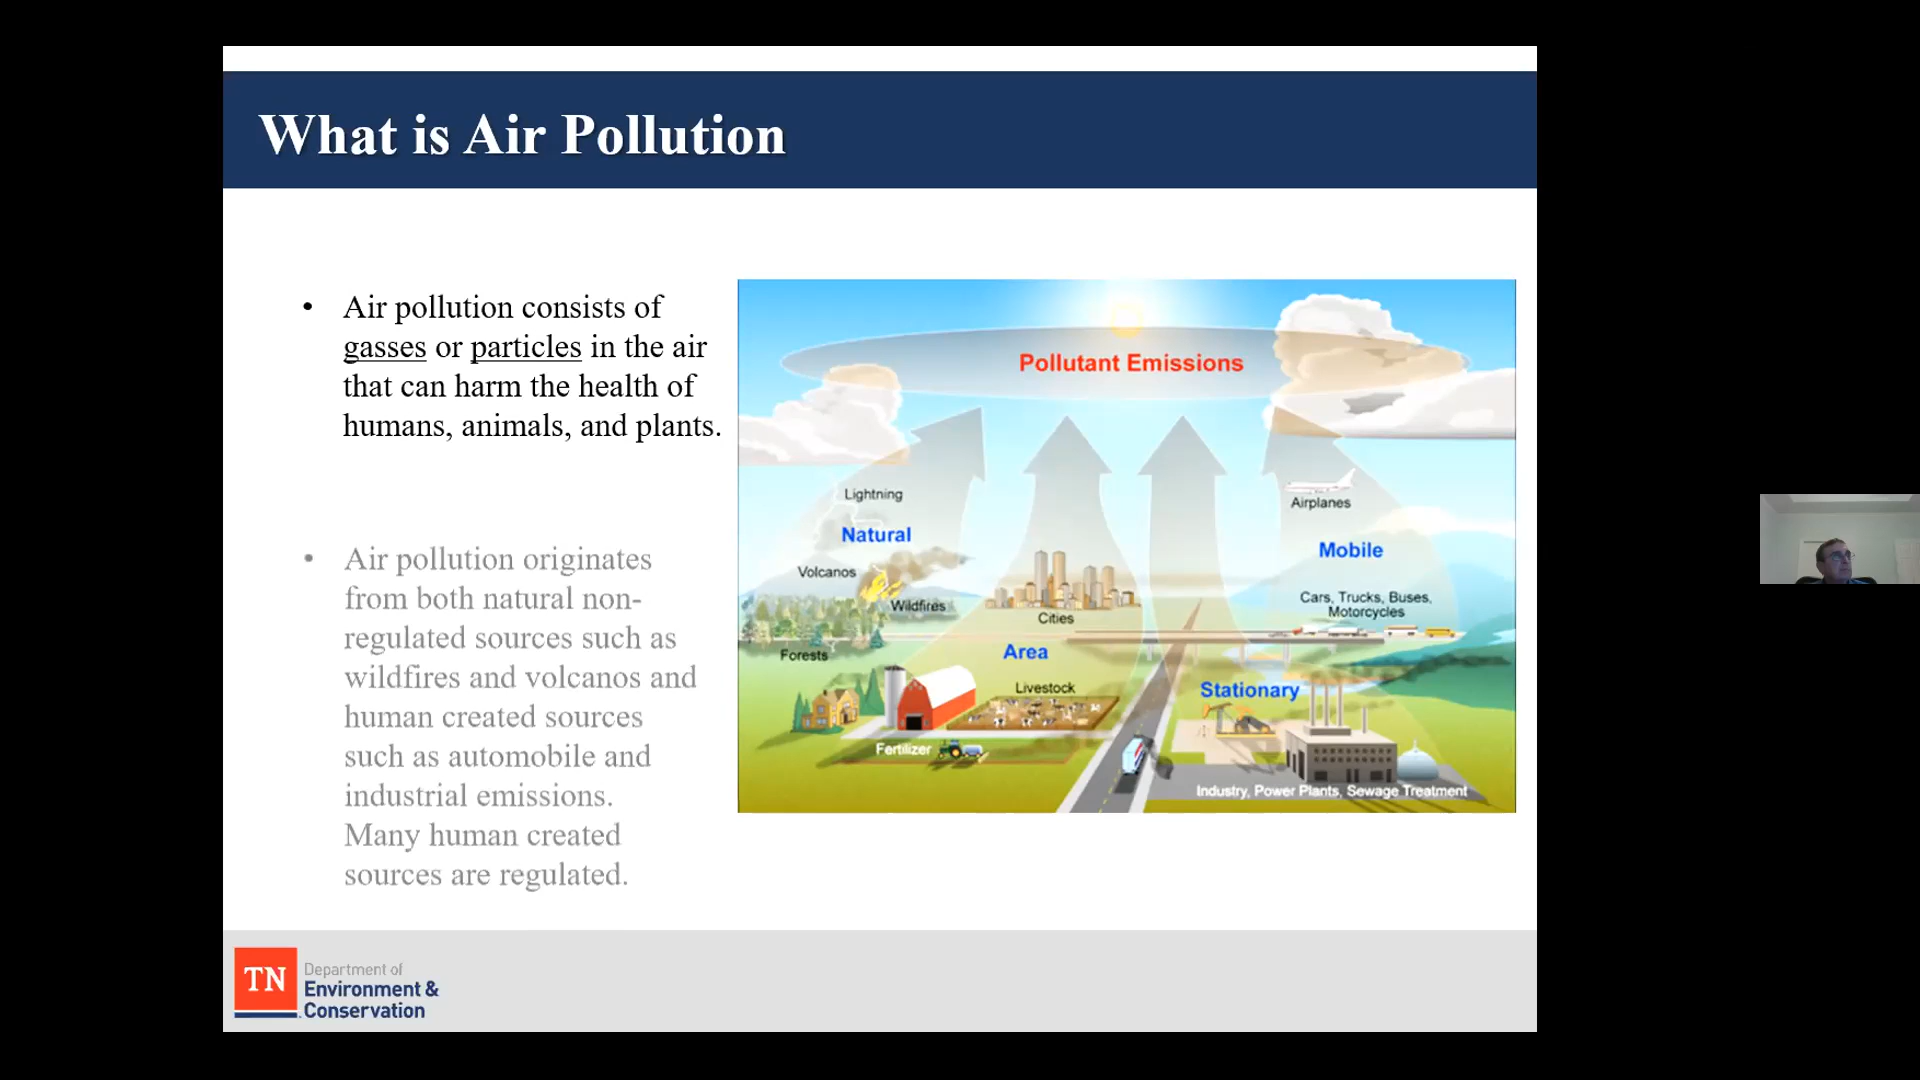 What is Air Pollution
• Air pollution consists of
gasses or particles in the air
that can harm the health of
humans, animals, and plants.
• Air pollution originates
from both natural non-
regulated sources such as
wildfires and volcanos and
human created sources
such as automobile and
industrial emissions.
Many human created
sources are regulated.
Pollutant Emissions
Lightning
Natural
Volcanos
Wildfires
Forests
Cities
Area
Livestock
Fertilizer
Airplanes
Mobile
Cars, Trucks, Buses,
Motorcycles
Stationary
Industry, Power Plants, Sewage Treatment
TN
Department of
Environment &
Conservation